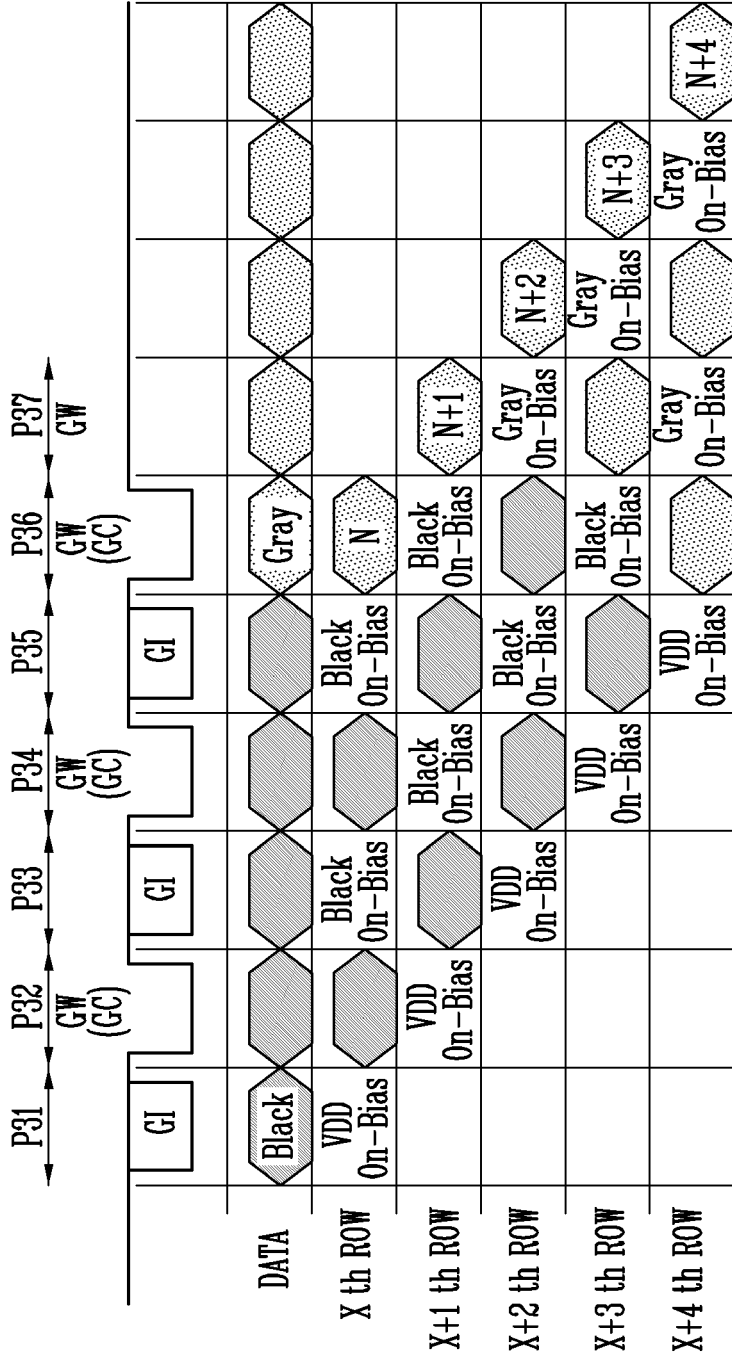 P31 P32 P33 P34 P35 P36 P37
GW (GC) GW (GC) GW (GC) GW
GI GI GI
DATA Black Gray
X th ROW VDD On-Bias Black On-Bias Black On-Bias N
X+1 th ROW VDD On-Bias Black On-Bias Black On-Bias N+1
X+2 th ROW VDD On-Bias Black On-Bias Gray On-Bias N+2
X+3 th ROW VDD On-Bias Black On-Bias Gray On-Bias N+3
X+4 th ROW VDD On-Bias Gray On-Bias Gray On-Bias N+4